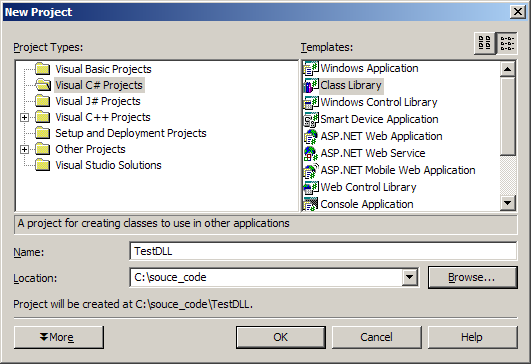 New Project
Project Types:
Templates:
Visual Basic Projects
Visual C# Projects
Visual J# Projects
Visual C++ Projects
Setup and Deployment Projects
Other Projects
Visual Studio Solutions
Windows Application
Class Library
Windows Control Library
Smart Device Application
ASP.NET Web Application
ASP.NET Web Service
ASP.NET Mobile Web Application
Web Control Library
Console Application
A project for creating classes to use in other applications
Name:
TestDLL
Location:
C:\souce_code
Browse...
Project will be created at C:\souce_code\TestDLL.
More
OK
Cancel
Help